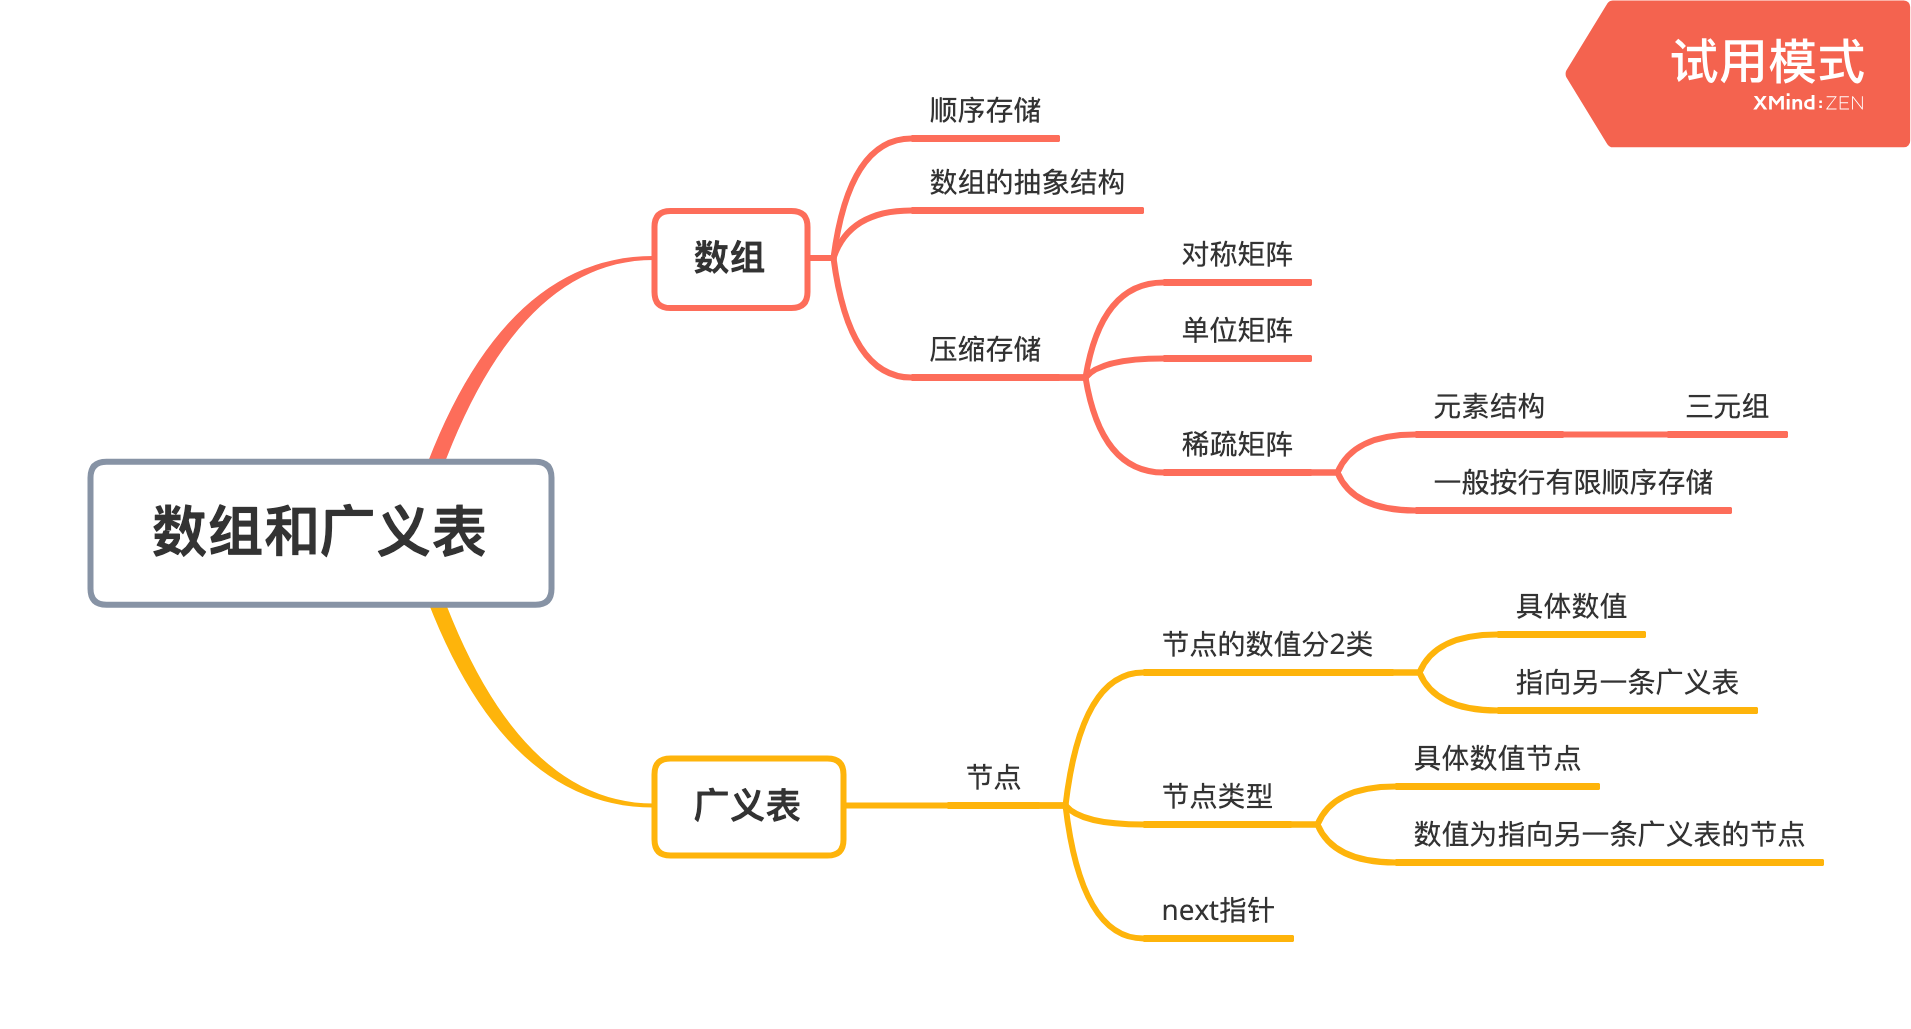 试用模式
XMind:ZEN
顺序存储
数组的抽象结构
数组
对称矩阵
单位矩阵
压缩存储
元素结构
三元组
稀疏矩阵
一般按行有限顺序存储
数组和广义表
具体数值
节点的数值分2类
指向另一条广义表
具体数值节点
节点
节点类型
广义表
数值为指向另一条广义表的节点
next指针